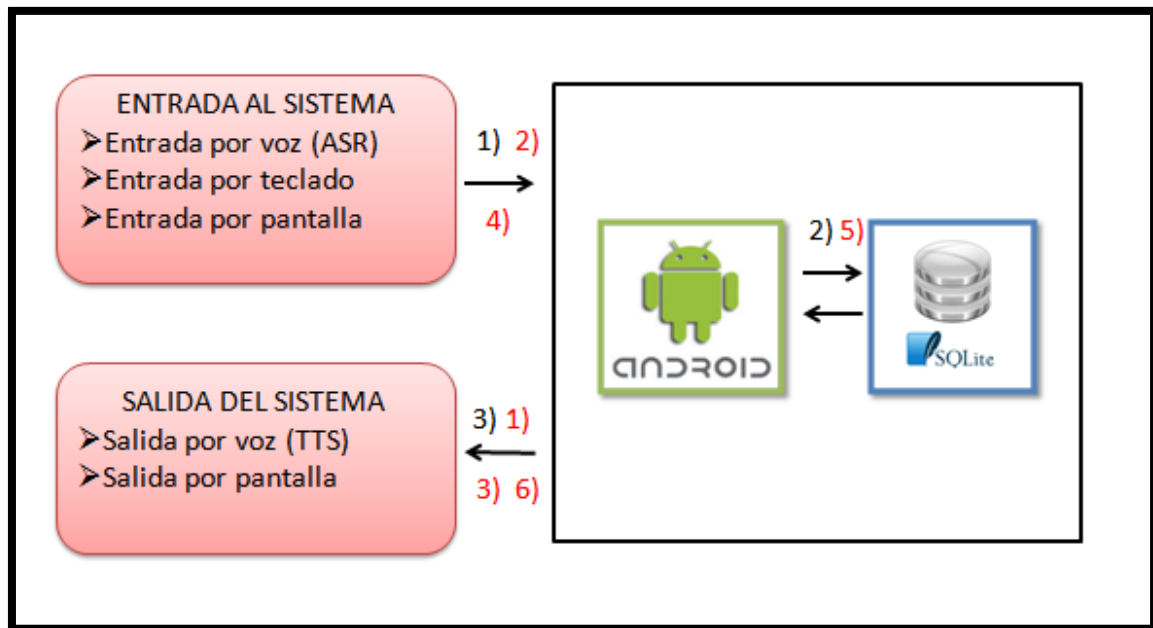 ENTRADA AL SISTEMA
➢Entrada por voz (ASR)
➢Entrada por teclado
➢Entrada por pantalla
1) 2)
4)
2) 5)
ANDROID
SQLite
SALIDA DEL SISTEMA
➢Salida por voz (TTS)
➢Salida por pantalla
3) 1)
3) 6)